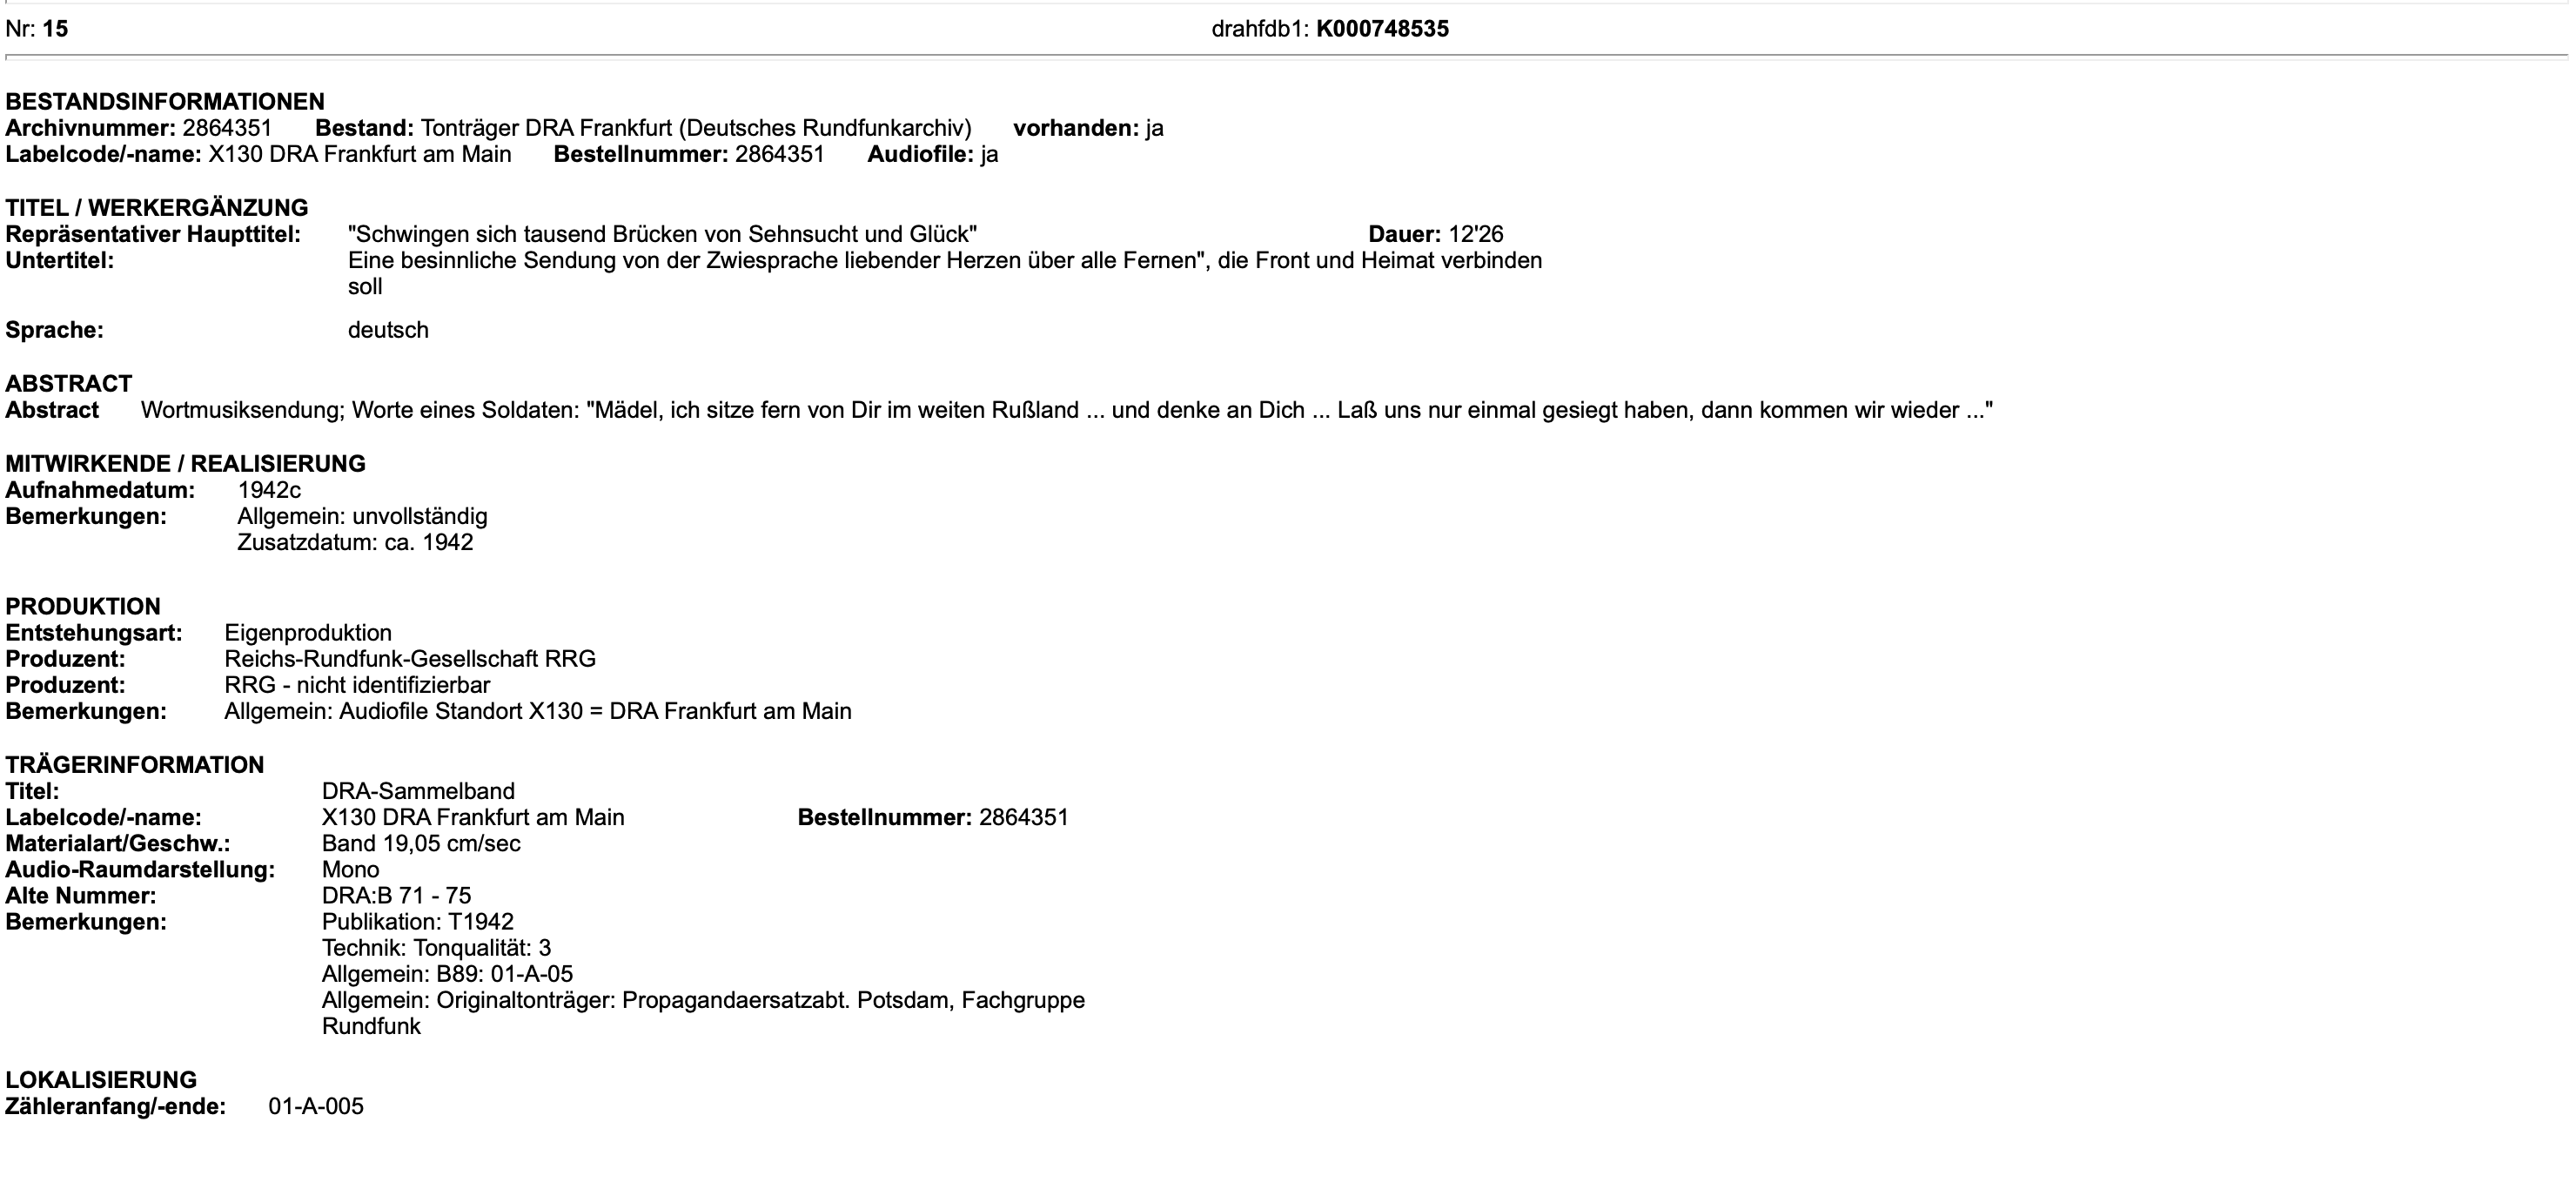 Nr: 15 drahfdb1: K000748535
BESTANDSINFORMATIONEN
Archivnummer: 2864351 Bestand: Tonträger DRA Frankfurt (Deutsches Rundfunkarchiv) vorhanden: ja
Labelcode/-name: X130 DRA Frankfurt am Main Bestellnummer: 2864351 Audiofile: ja
TITEL / WERKERGÄNZUNG
Repräsentativer Haupttitel: "Schwingen sich tausend Brücken von Sehnsucht und Glück" Dauer: 12'26
Untertitel: Eine besinnliche Sendung von der Zwiesprache liebender Herzen über alle Fernen", die Front und Heimat verbinden
soll
Sprache: deutsch
ABSTRACT
Abstract Wortmusiksendung; Worte eines Soldaten: "Mädel, ich sitze fern von Dir im weiten Rußland ... und denke an Dich ... Laß uns nur einmal gesiegt haben, dann kommen wir wieder ..."
MITWIRKENDE / REALISIERUNG
Aufnahmedatum: 1942c
Bemerkungen: Allgemein: unvollständig
Zusatzdatum: ca. 1942
PRODUKTION
Entstehungsart: Eigenproduktion
Produzent: Reichs-Rundfunk-Gesellschaft RRG
Produzent: RRG - nicht identifizierbar
Bemerkungen: Allgemein: Audiofile Standort X130 = DRA Frankfurt am Main
TRÄGERINFORMATION
Titel: DRA-Sammelband
Labelcode/-name: X130 DRA Frankfurt am Main Bestellnummer: 2864351
Materialart/Geschw.: Band 19,05 cm/sec
Audio-Raumdarstellung: Mono
Alte Nummer: DRA:B 71 - 75
Bemerkungen: Publikation: T1942
Technik: Tonqualität: 3
Allgemein: B89: 01-A-05
Allgemein: Originaltonträger: Propagandaersatzabt. Potsdam, Fachgruppe
Rundfunk
LOKALISIERUNG
Zähleranfang/-ende: 01-A-005